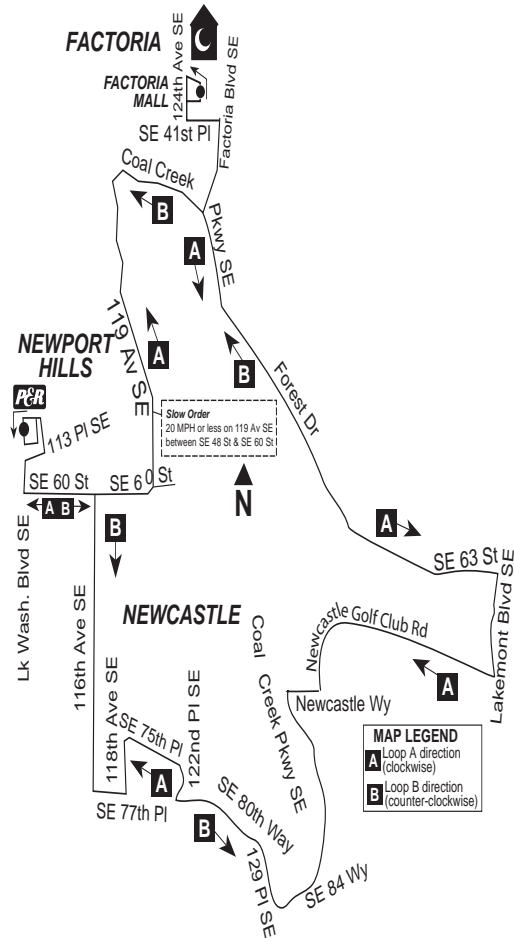 FACTORIA
124th Ave SE
FACTORIA
MALL
Factoria Blvd SE
SE 41st Pl
Coal Creek
Pkwy SE
B
A
119 Av SE
A
B
Forest Dr
NEWPORT
HILLS
P&R
113 Pl SE
Slow Order
20 MPH or less on 119 Av SE
between SE 48 St & SE 60 St
SE 60 St
SE 60 St
N
A B
A
SE 63 St
B
Lk Wash. Blvd SE
116th Ave SE
NEWCASTLE
Coal Creek Pkwy SE
Newcastle Golf Club Rd
Lakemont Blvd SE
A
Newcastle Wy
118th Ave SE
SE 75th Pl
122nd Pl SE
MAP LEGEND
A Loop A direction
(clockwise)
B Loop B direction
(counter-clockwise)
A
SE 77th Pl
B
SE 80th Way
129 Pl SE
SE 84 Wy